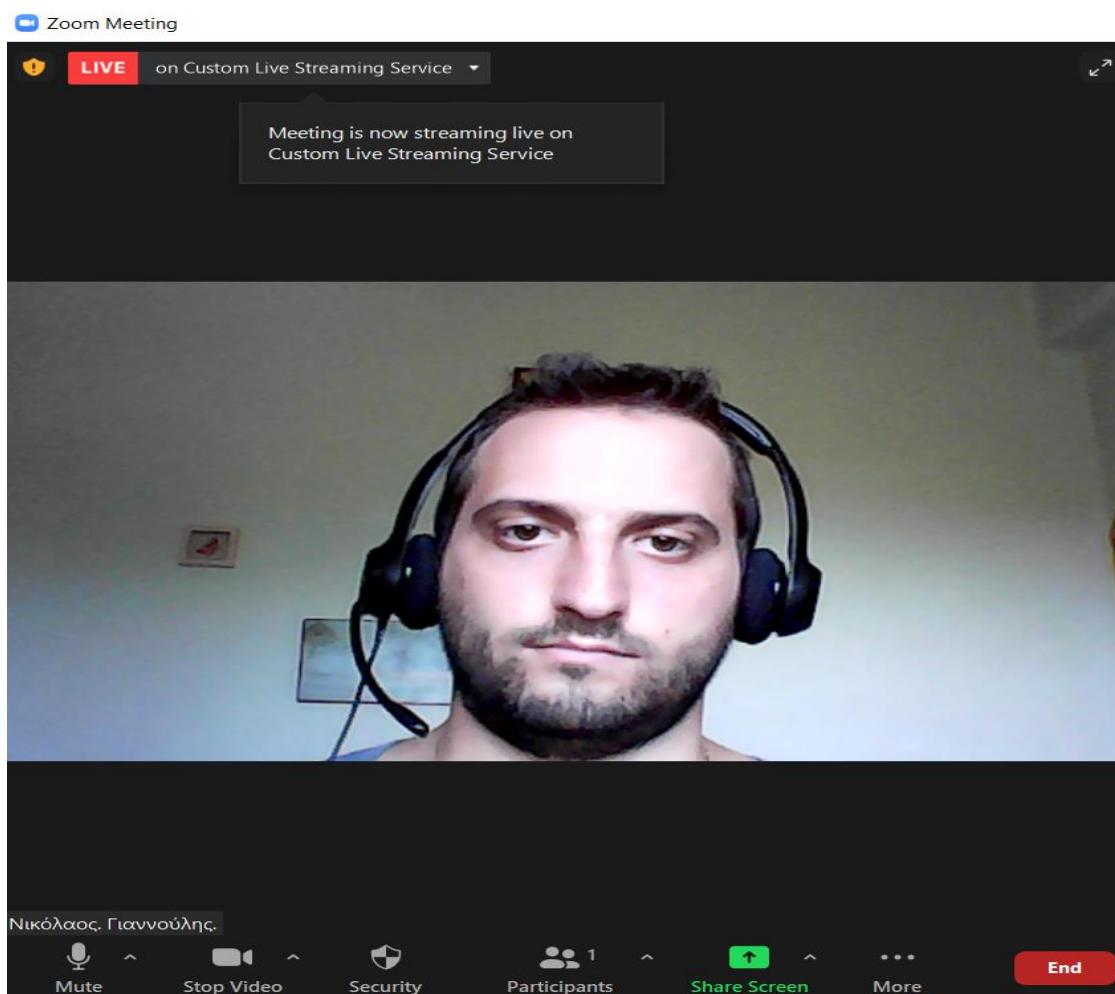 Zoom Meeting
LIVE on Custom Live Streaming Service
Meeting is now streaming live on
Custom Live Streaming Service
Νικόλαος. Γιαννούλης.
1
Mute Stop Video Security Participants Share Screen More End